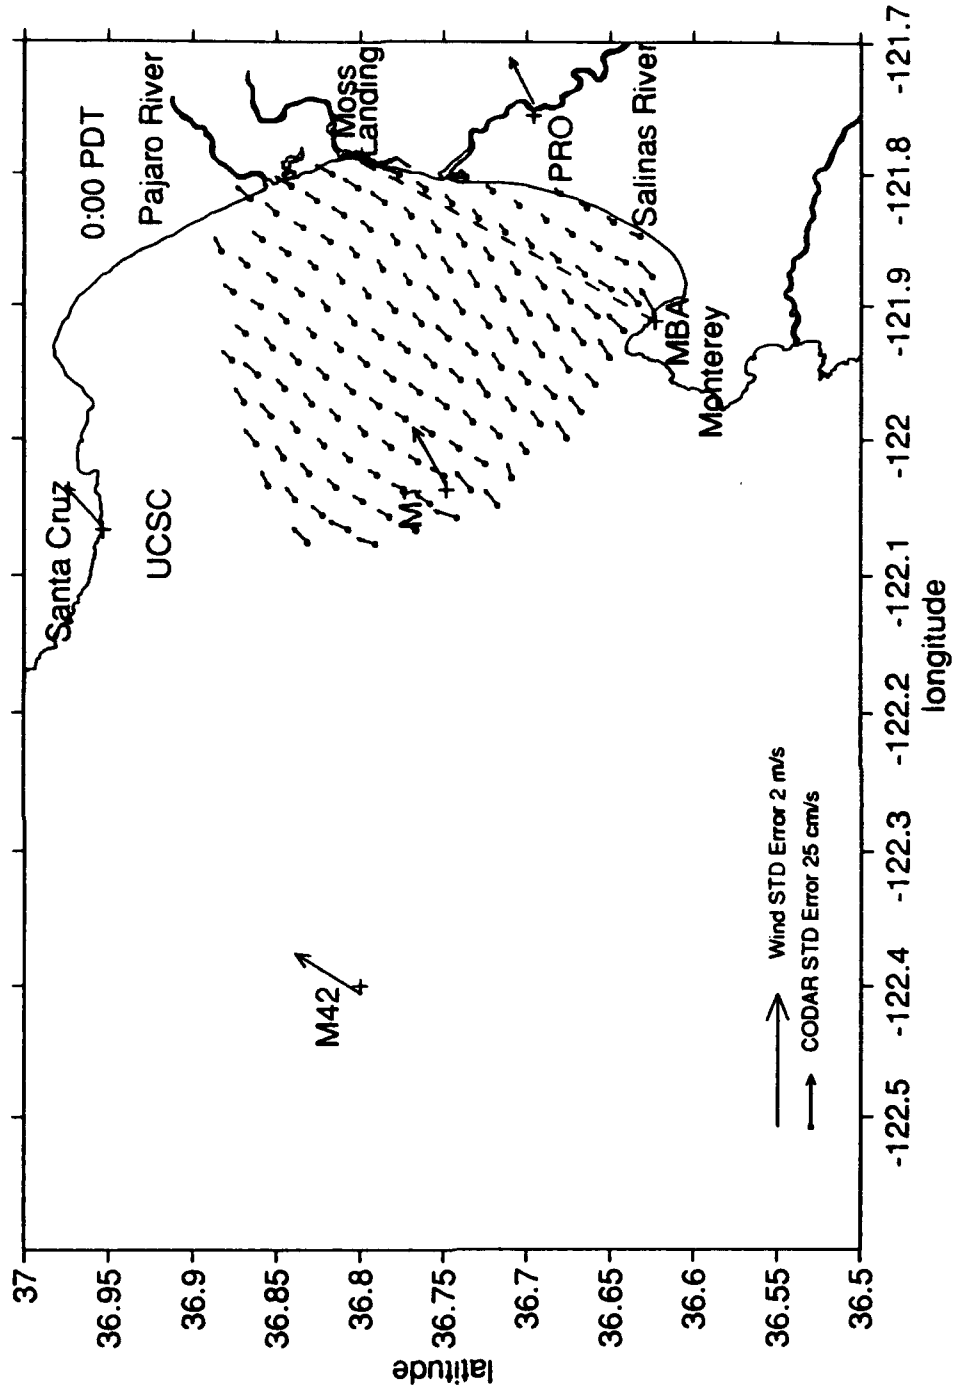 0:00 PDT
Santa Cruz
UCSC
Pajaro River
Moss
Landing
M42
M1
PRO
Salinas River
MBA
Monterey
Wind STD Error 2 m/s
CODAR STD Error 25 cm/s
latitude
37
36.95
36.9
36.85
36.8
36.75
36.7
36.65
36.6
36.55
36.5
-122.5
-122.4
-122.3
-122.2
-122.1
-122
-121.9
-121.8
-121.7
longitude